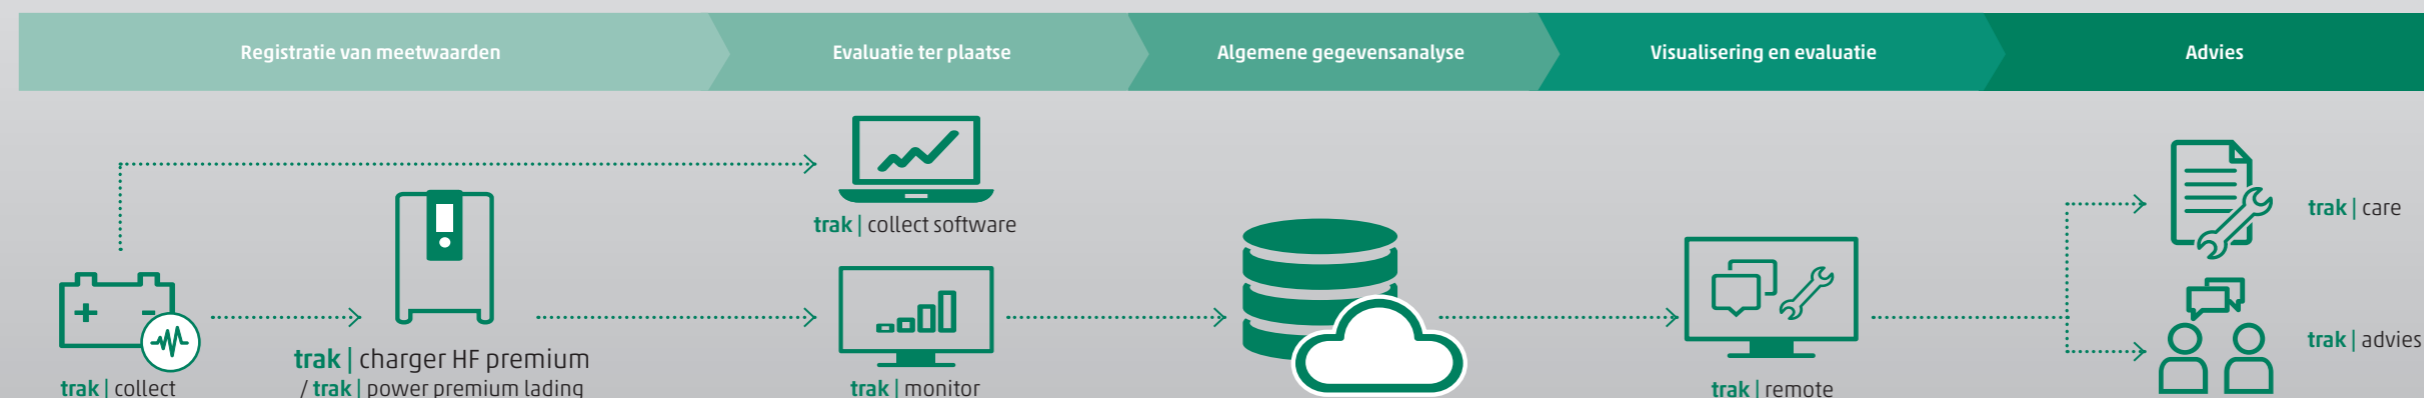 Registratie van meetwaarden
Evaluatie ter plaatse
Algemene gegevensanalyse
Visualisering en evaluatie
Advies
trak | collect software
trak | care
trak | charger HF premium
/ trak | power premium lading
trak | collect
trak | monitor
trak | remote
trak | advies